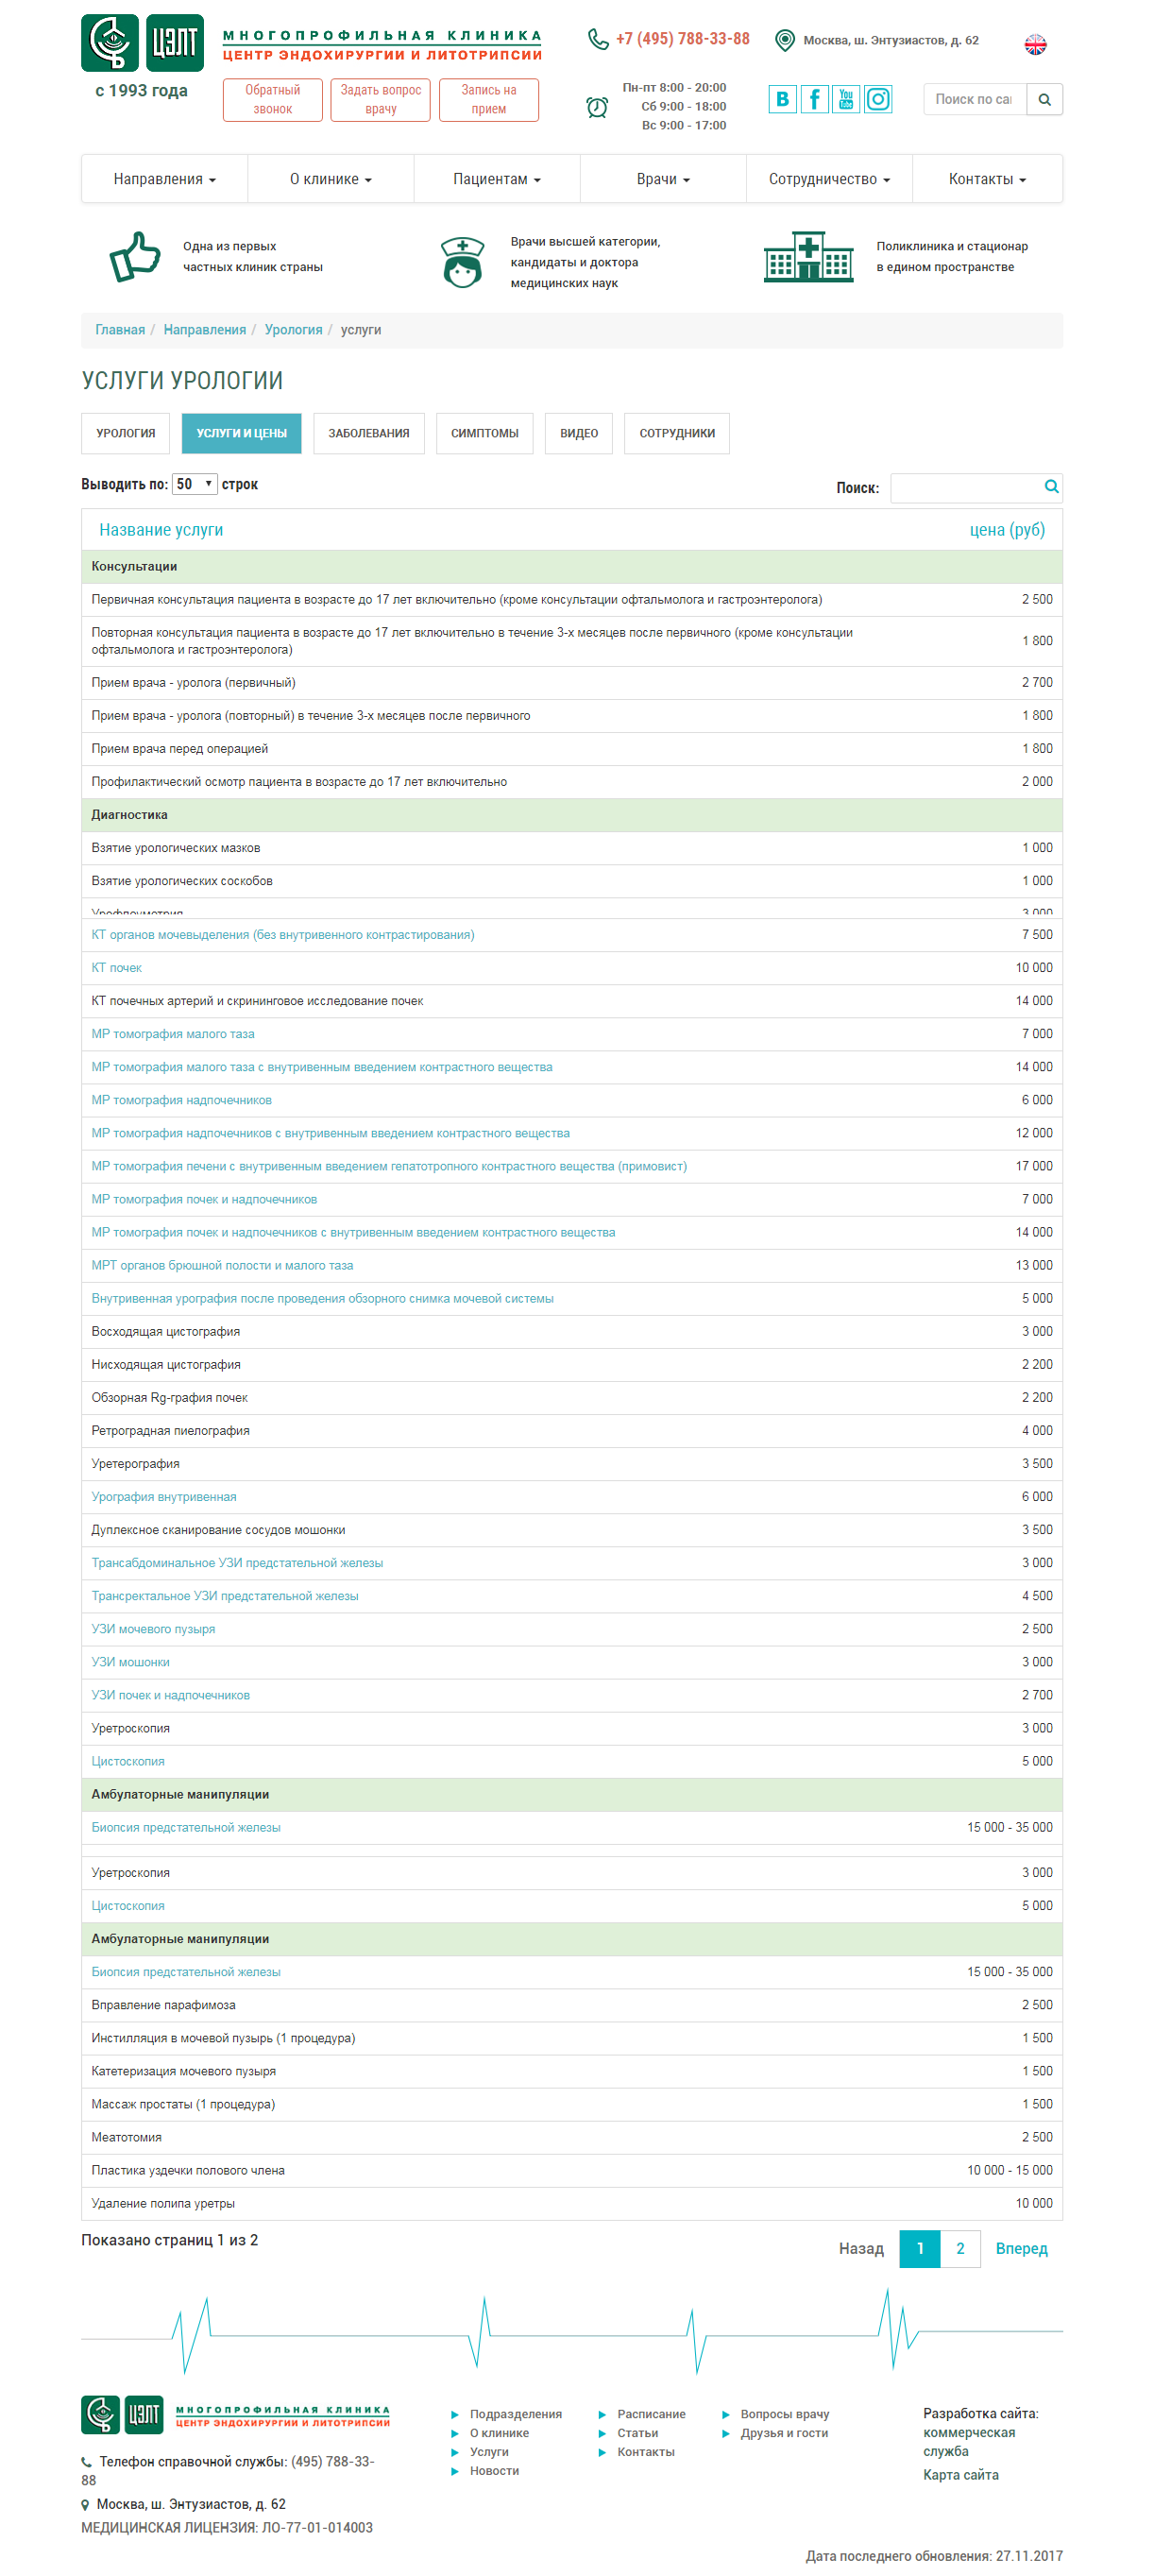 ЦЭЛТ
МНОГОПРОФИЛЬНАЯ КЛИНИКА
ЦЕНТР ЭНДОХИРУРГИИ И ЛИТОТРИПСИИ
с 1993 года
+7 (495) 788-33-88
Москва, ш. Энтузиастов, д. 62
Обратный звонок
Задать вопрос врачу
Запись на прием
Пн-пт 8:00 - 20:00
Сб 9:00 - 18:00
Вс 9:00 - 17:00
В f You Tube
Поиск по сай
Направления
О клинике
Пациентам
Врачи
Сотрудничество
Контакты
Одна из первых
частных клиник страны
Врачи высшей категории,
кандидаты и доктора
медицинских наук
Поликлиника и стационар
в едином пространстве
Главная / Направления / Урология / услуги
УСЛУГИ УРОЛОГИИ
УРОЛОГИЯ
УСЛУГИ И ЦЕНЫ
ЗАБОЛЕВАНИЯ
СИМПТОМЫ
ВИДЕО
СОТРУДНИКИ
Выводить по: 50 строк
Поиск:
Название услуги цена (руб)
Консультации
Первичная консультация пациента в возрасте до 17 лет включительно (кроме консультации офтальмолога и гастроэнтеролога) 2 500
Повторная консультация пациента в возрасте до 17 лет включительно в течение 3-х месяцев после первичного (кроме консультации
офтальмолога и гастроэнтеролога) 1 800
Прием врача - уролога (первичный) 2 700
Прием врача - уролога (повторный) в течение 3-х месяцев после первичного 1 800
Прием врача перед операцией 1 800
Профилактический осмотр пациента в возрасте до 17 лет включительно 2 000
Диагностика
Взятие урологических мазков 1 000
Взятие урологических соскобов 1 000
Урофлоуметрия 3 000
КТ органов мочевыделения (без внутривенного контрастирования) 7 500
КТ почек 10 000
КТ почечных артерий и скрининговое исследование почек 14 000
МР томография малого таза 7 000
МР томография малого таза с внутривенным введением контрастного вещества 14 000
МР томография надпочечников 6 000
МР томография надпочечников с внутривенным введением контрастного вещества 12 000
МР томография печени с внутривенным введением гепатотропного контрастного вещества (примовист) 17 000
МР томография почек и надпочечников 7 000
МР томография почек и надпочечников с внутривенным введением контрастного вещества 14 000
МРТ органов брюшной полости и малого таза 13 000
Внутривенная урография после проведения обзорного снимка мочевой системы 5 000
Восходящая цистография 3 000
Нисходящая цистография 2 200
Обзорная Rg-графия почек 2 200
Ретроградная пиелография 4 000
Уретерография 3 500
Урография внутривенная 6 000
Дуплексное сканирование сосудов мошонки 3 500
Трансабдоминальное УЗИ предстательной железы 3 000
Трансректальное УЗИ предстательной железы 4 500
УЗИ мочевого пузыря 2 500
УЗИ мошонки 3 000
УЗИ почек и надпочечников 2 700
Уретроскопия 3 000
Цистоскопия 5 000
Амбулаторные манипуляции
Биопсия предстательной железы 15 000 - 35 000
Уретроскопия 3 000
Цистоскопия 5 000
Амбулаторные манипуляции
Биопсия предстательной железы 15 000 - 35 000
Вправление парафимоза 2 500
Инстилляция в мочевой пузырь (1 процедура) 1 500
Катетеризация мочевого пузыря 1 500
Массаж простаты (1 процедура) 1 500
Меатотомия 2 500
Пластика уздечки полового члена 10 000 - 15 000
Удаление полипа уретры 10 000
Показано страниц 1 из 2
Назад 1 2 Вперед
ЦЭЛТ
МНОГОПРОФИЛЬНАЯ КЛИНИКА
ЦЕНТР ЭНДОХИРУРГИИ И ЛИТОТРИПСИИ
Телефон справочной службы: (495) 788-33-
88
Москва, ш. Энтузиастов, д. 62
МЕДИЦИНСКАЯ ЛИЦЕНЗИЯ: ЛО-77-01-014003
Подразделения
О клинике
Услуги
Новости
Расписание
Статьи
Контакты
Вопросы врачу
Друзья и гости
Разработка сайта:
коммерческая
служба
Карта сайта
Дата последнего обновления: 27.11.2017